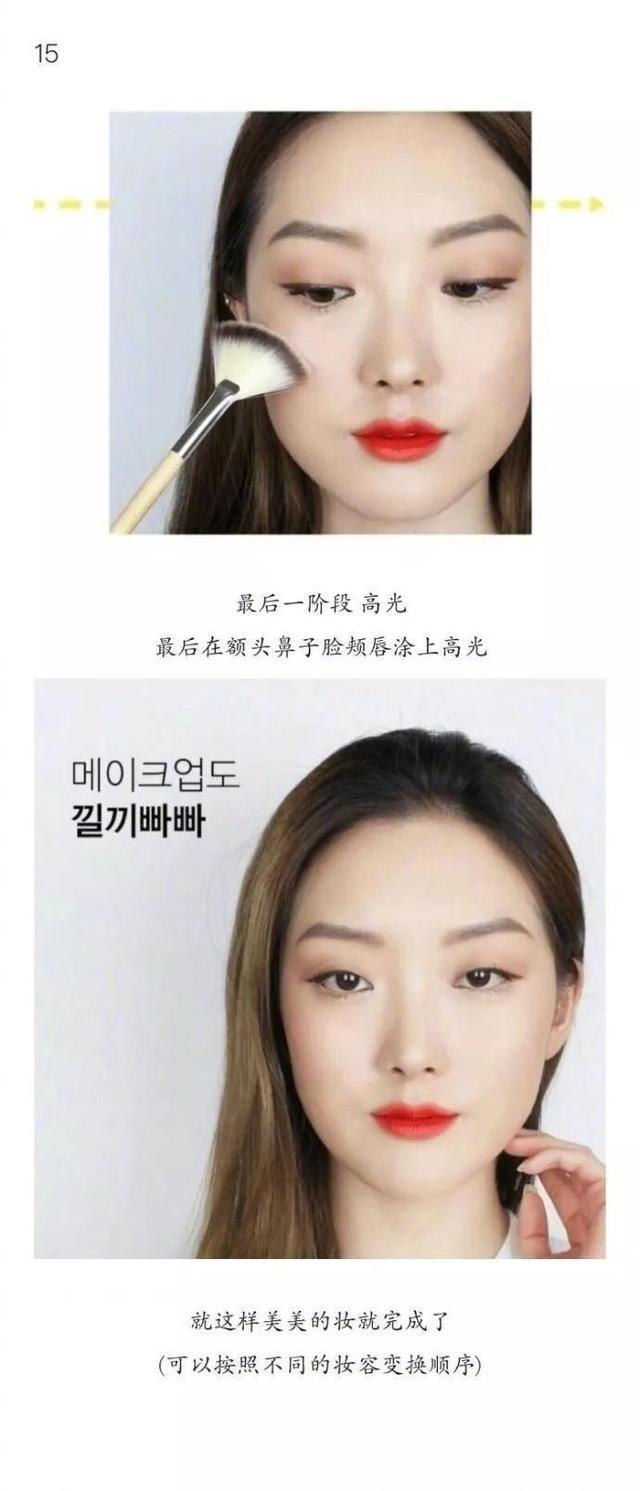 15
最后一阶段 高光
最后在额头鼻子脸颊唇涂上高光
메이크업도
낄끼빠빠
就这样美美的妆就完成了
(可以按照不同的妆容变换顺序)